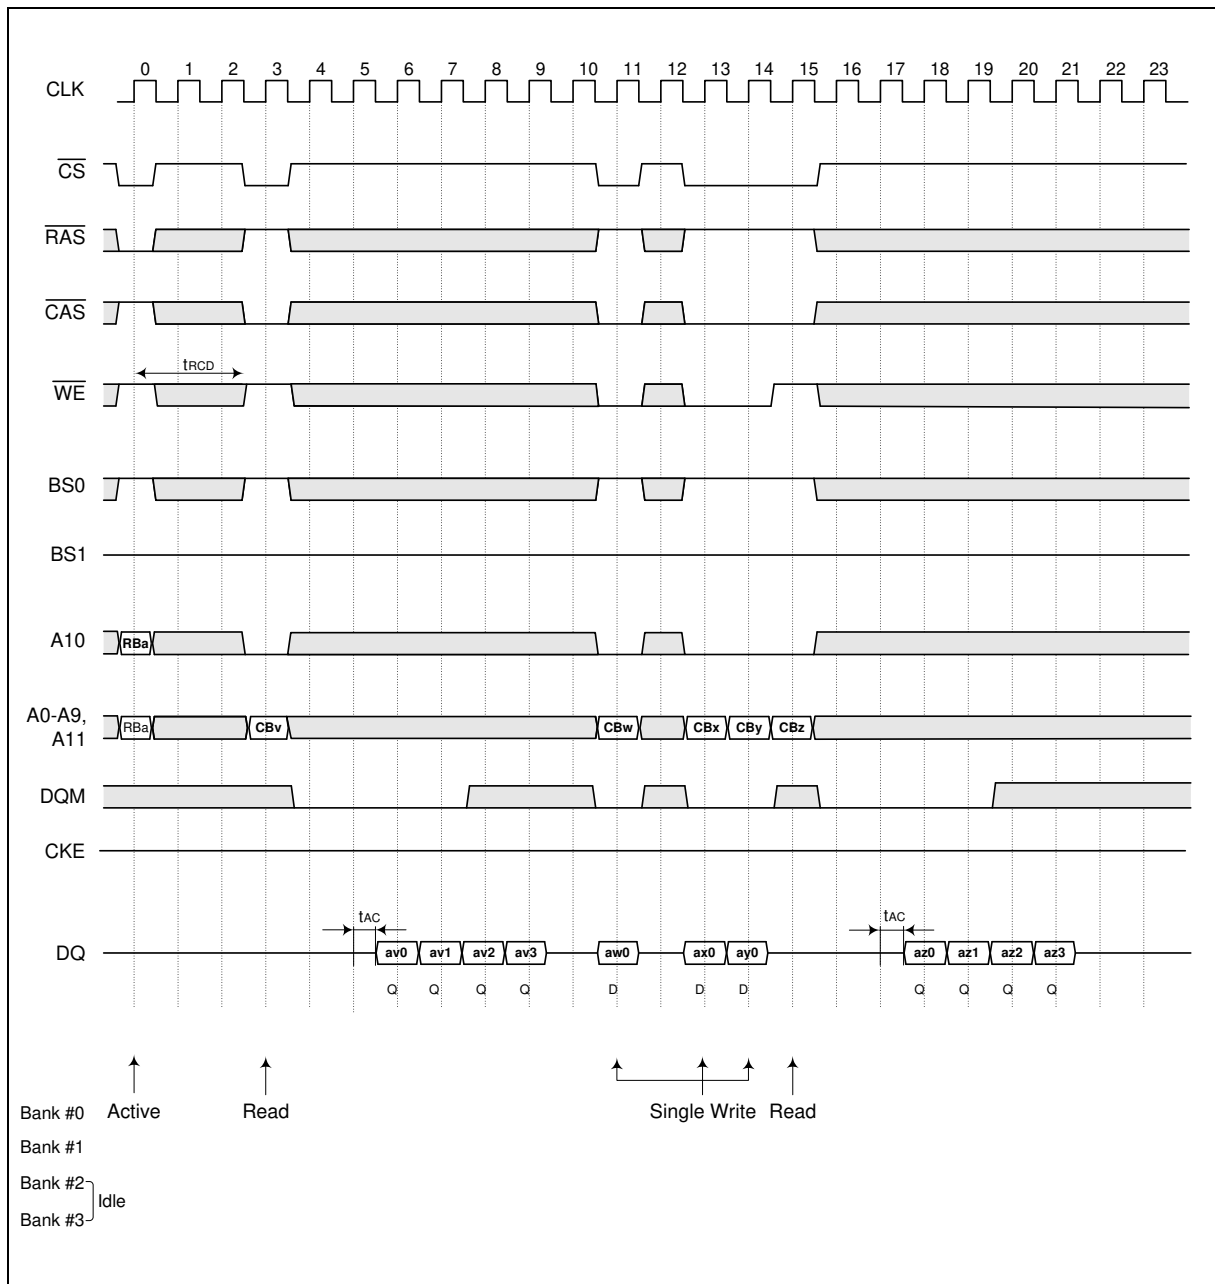 0 1 2 3 4 5 6 7 8 9 10 11 12 13 14 15 16 17 18 19 20 21 22 23
CLK
CS
RAS
CAS
tRCD
WE
BS0
BS1
A10 RBa
A0-A9, RBa CBv CBw CBx CBy CBz
A11
DQM
CKE
tAC tAC
DQ av0 av1 av2 av3 aw0 ax0 ay0 az0 az1 az2 az3
Q Q Q Q D D D Q Q Q Q
Bank #0 Active Read Single Write Read
Bank #1
Bank #2
Idle
Bank #3